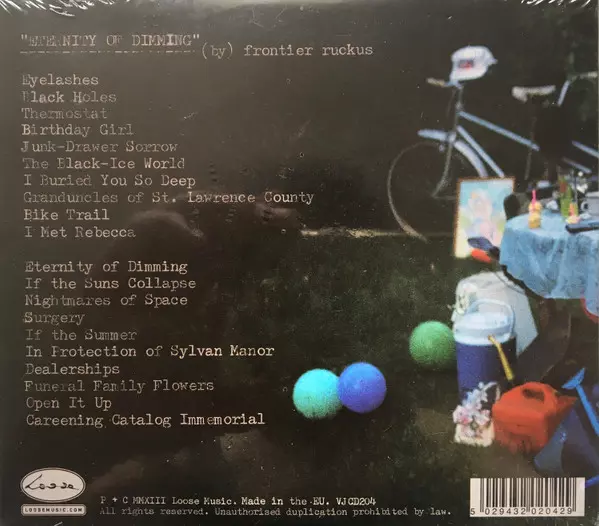 "ETERNITY OF DIMMING" (by) frontier ruckus
Eyelashes
Black Holes
Thermostat
Birthday Girl
Junk-Drawer Sorrow
The Black-Ice World
I Buried You So Deep
Granduncles of St. Lawrence County
Bike Trail
I Met Rebecca
Eternity of Dimming
If the Suns Collapse
Nightmares of Space
Surgery
If the Summer
In Protection of Sylvan Manor
Dealerships
Funeral Family Flowers
Open It Up
Careening Catalog Immemorial
Loose
LOOSEMUSIC.COM
P + C MMXIII Loose Music. Made in the EU. VJCD204
All rights reserved. Unauthorised duplication prohibited by law.
5 029432 020429